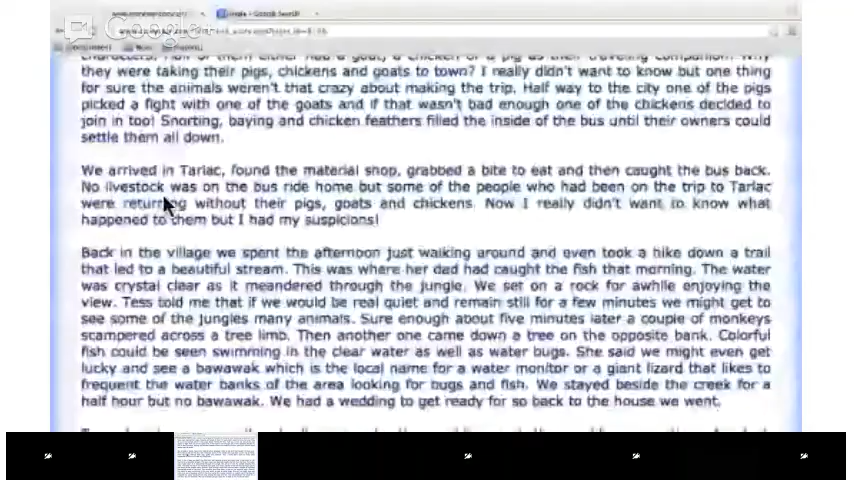 Google+
Google Search
characters. Half of them either had a goat, a chicken or a pig as their traveling companion. Why
they were taking their pigs, chickens and goats to town? I really didn't want to know but one thing
for sure the animals weren't that crazy about making the trip. Half way to the city one of the pigs
picked a fight with one of the goats and if that wasn't bad enough one of the chickens decided to
join in too! Snorting, baying and chicken feathers filled the inside of the bus until their owners could
settle them all down.
We arrived in Tarlac, found the material shop, grabbed a bite to eat and then caught the bus back.
No livestock was on the bus ride home but some of the people who had been on the trip to Tarlac
were returning without their pigs, goats and chickens. Now I really didn't want to know what
happened to them but I had my suspicions!
Back in the village we spent the afternoon just walking around and even took a hike down a trail
that led to a beautiful stream. This was where her dad had caught the fish that morning. The water
was crystal clear as it meandered through the jungle. We set on a rock for awhile enjoying the
view. Tess told me that if we would be real quiet and remain still for a few minutes we might get to
see some of the jungles many animals. Sure enough about five minutes later a couple of monkeys
scampered across a tree limb. Then another one came down a tree on the opposite bank. Colorful
fish could be seen swimming in the clear water as well as water bugs. She said we might even get
lucky and see a bawawak which is the local name for a water monitor or a giant lizard that likes to
frequent the water banks of the area looking for bugs and fish. We stayed beside the creek for a
half hour but no bawawak. We had a wedding to get ready for so back to the house we went.